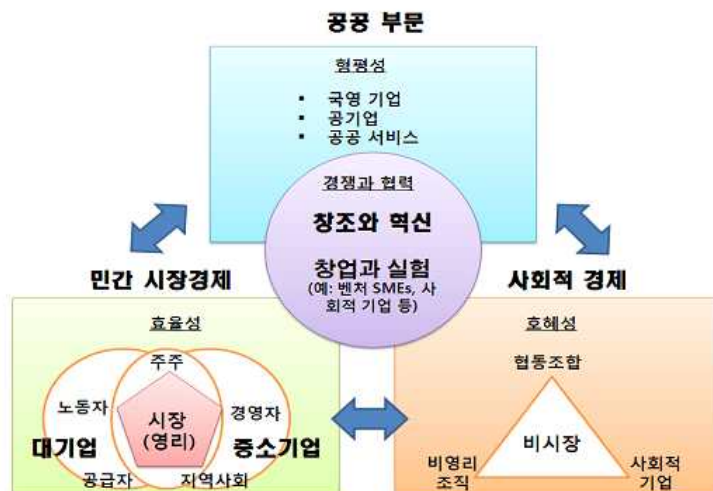 공공 부문
형평성
▪ 국영 기업
▪ 공기업
▪ 공공 서비스
경쟁과 협력
창조와 혁신
창업과 실험
(예: 벤처 SMEs, 사
회적 기업 등)
민간 시장경제
효율성
주주
노동자
경영자
시장
(영리)
대기업
중소기업
공급자
지역사회
사회적 경제
호혜성
협동조합
비시장
비영리
조직
사회적
기업